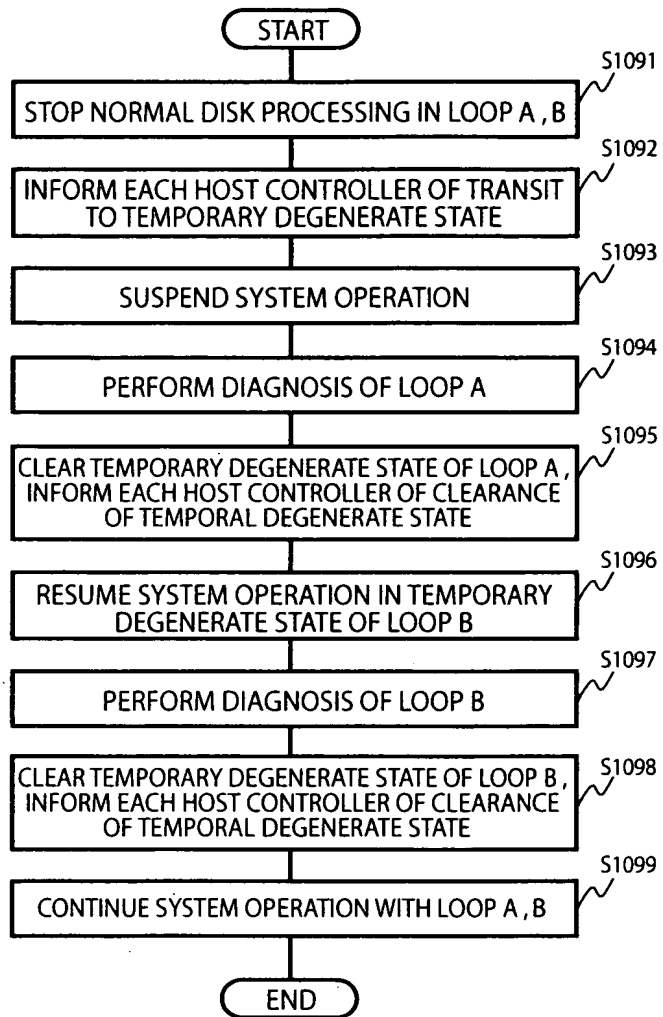 START
S1091
STOP NORMAL DISK PROCESSING IN LOOP A , B
S1092
INFORM EACH HOST CONTROLLER OF TRANSIT
TO TEMPORARY DEGENERATE STATE
S1093
SUSPEND SYSTEM OPERATION
S1094
PERFORM DIAGNOSIS OF LOOP A
S1095
CLEAR TEMPORARY DEGENERATE STATE OF LOOP A ,
INFORM EACH HOST CONTROLLER OF CLEARANCE
OF TEMPORAL DEGENERATE STATE
S1096
RESUME SYSTEM OPERATION IN TEMPORARY
DEGENERATE STATE OF LOOP B
S1097
PERFORM DIAGNOSIS OF LOOP B
S1098
CLEAR TEMPORARY DEGENERATE STATE OF LOOP B ,
INFORM EACH HOST CONTROLLER OF CLEARANCE
OF TEMPORAL DEGENERATE STATE
S1099
CONTINUE SYSTEM OPERATION WITH LOOP A , B
END